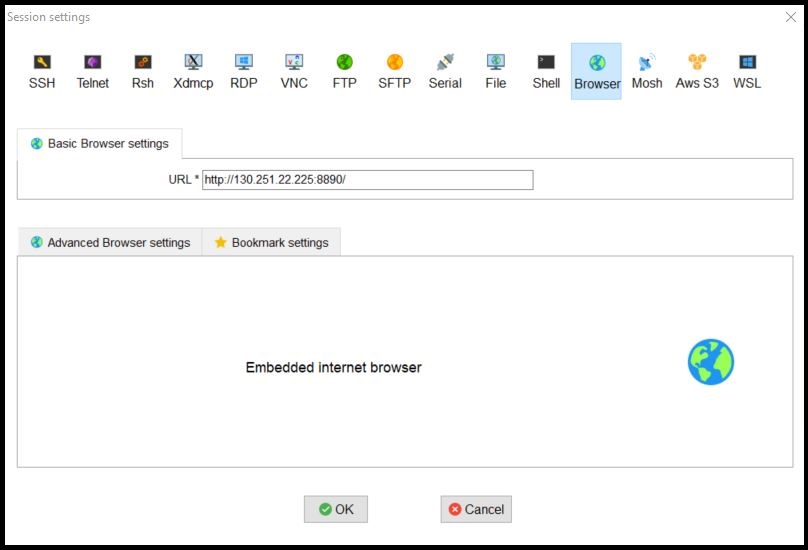 Session settings
SSH Telnet Rsh Xdmcp RDP VNC FTP SFTP Serial File Shell Browser Mosh Aws S3 WSL
Basic Browser settings
URL * http://130.251.22.225:8890/
Advanced Browser settings Bookmark settings
Embedded internet browser
OK Cancel